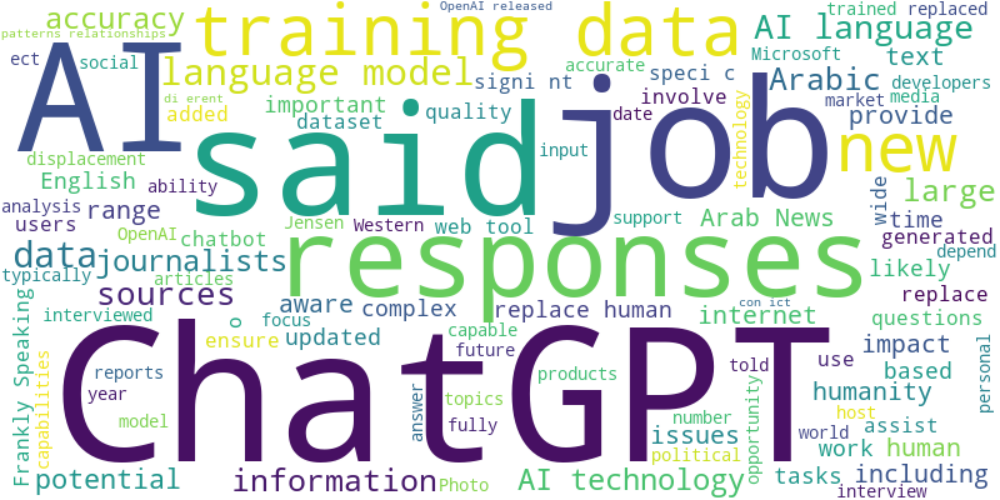 OpenAI released
accuracy
training data
trained
replaced
patterns relationships
AI language
AI
ect
social
language model
Microsoft
text
accurate
signi nt
speci c
Arabic
developers
di erent
added
important
dataset
quality
job
involve
date
technology
market
media
provide
said
new
input
displacement
English
ability
wide
large
analysis
range
users
Jensen
Western
web tool
support
Arab News
time
generated
OpenAI
chatbot
responses
depend
data
journalists
typically
articles
likely
sources
aware
complex
replace human
con ict
replace
Frankly Speaking
interviewed
o
focus
internet
questions
ensure
updated
capable
ChatGPT
future
told
use
impact
personal
capabilities
reports
year
products
based
humanity
model
answer
topics
fully
number
opportunity
host
assist
issues
world
political
work
human
potential
information
Photo
AI technology
tasks
including
interview